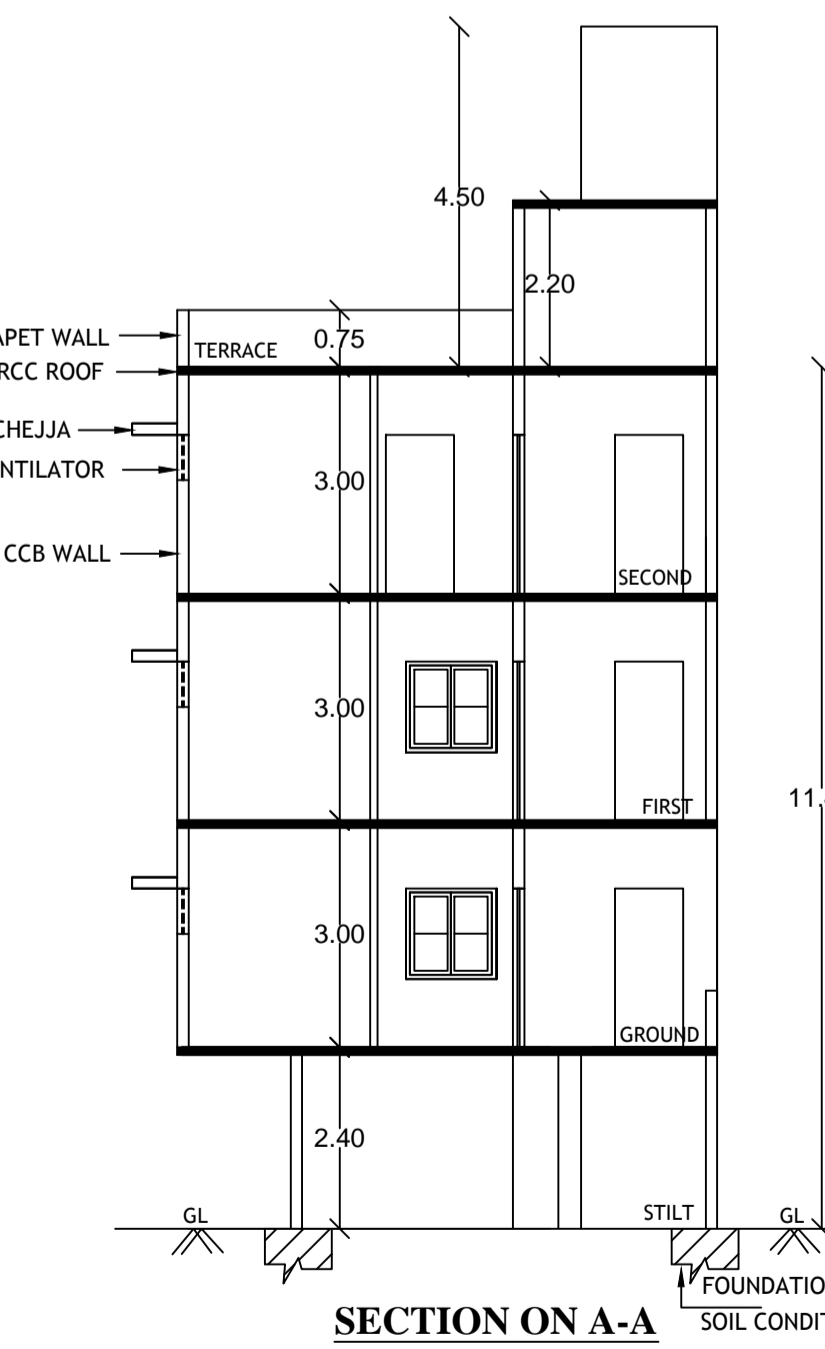 4.50
2.20
APET WALL
TERRACE
0.75
RCC ROOF
CHEJJA
3.00
NTILATOR
CCB WALL
SECOND
3.00
FIRST
11.
3.00
GROUND
2.40
GL
STILT
GL
FOUNDATIO
SECTION ON A-A
SOIL CONDIT